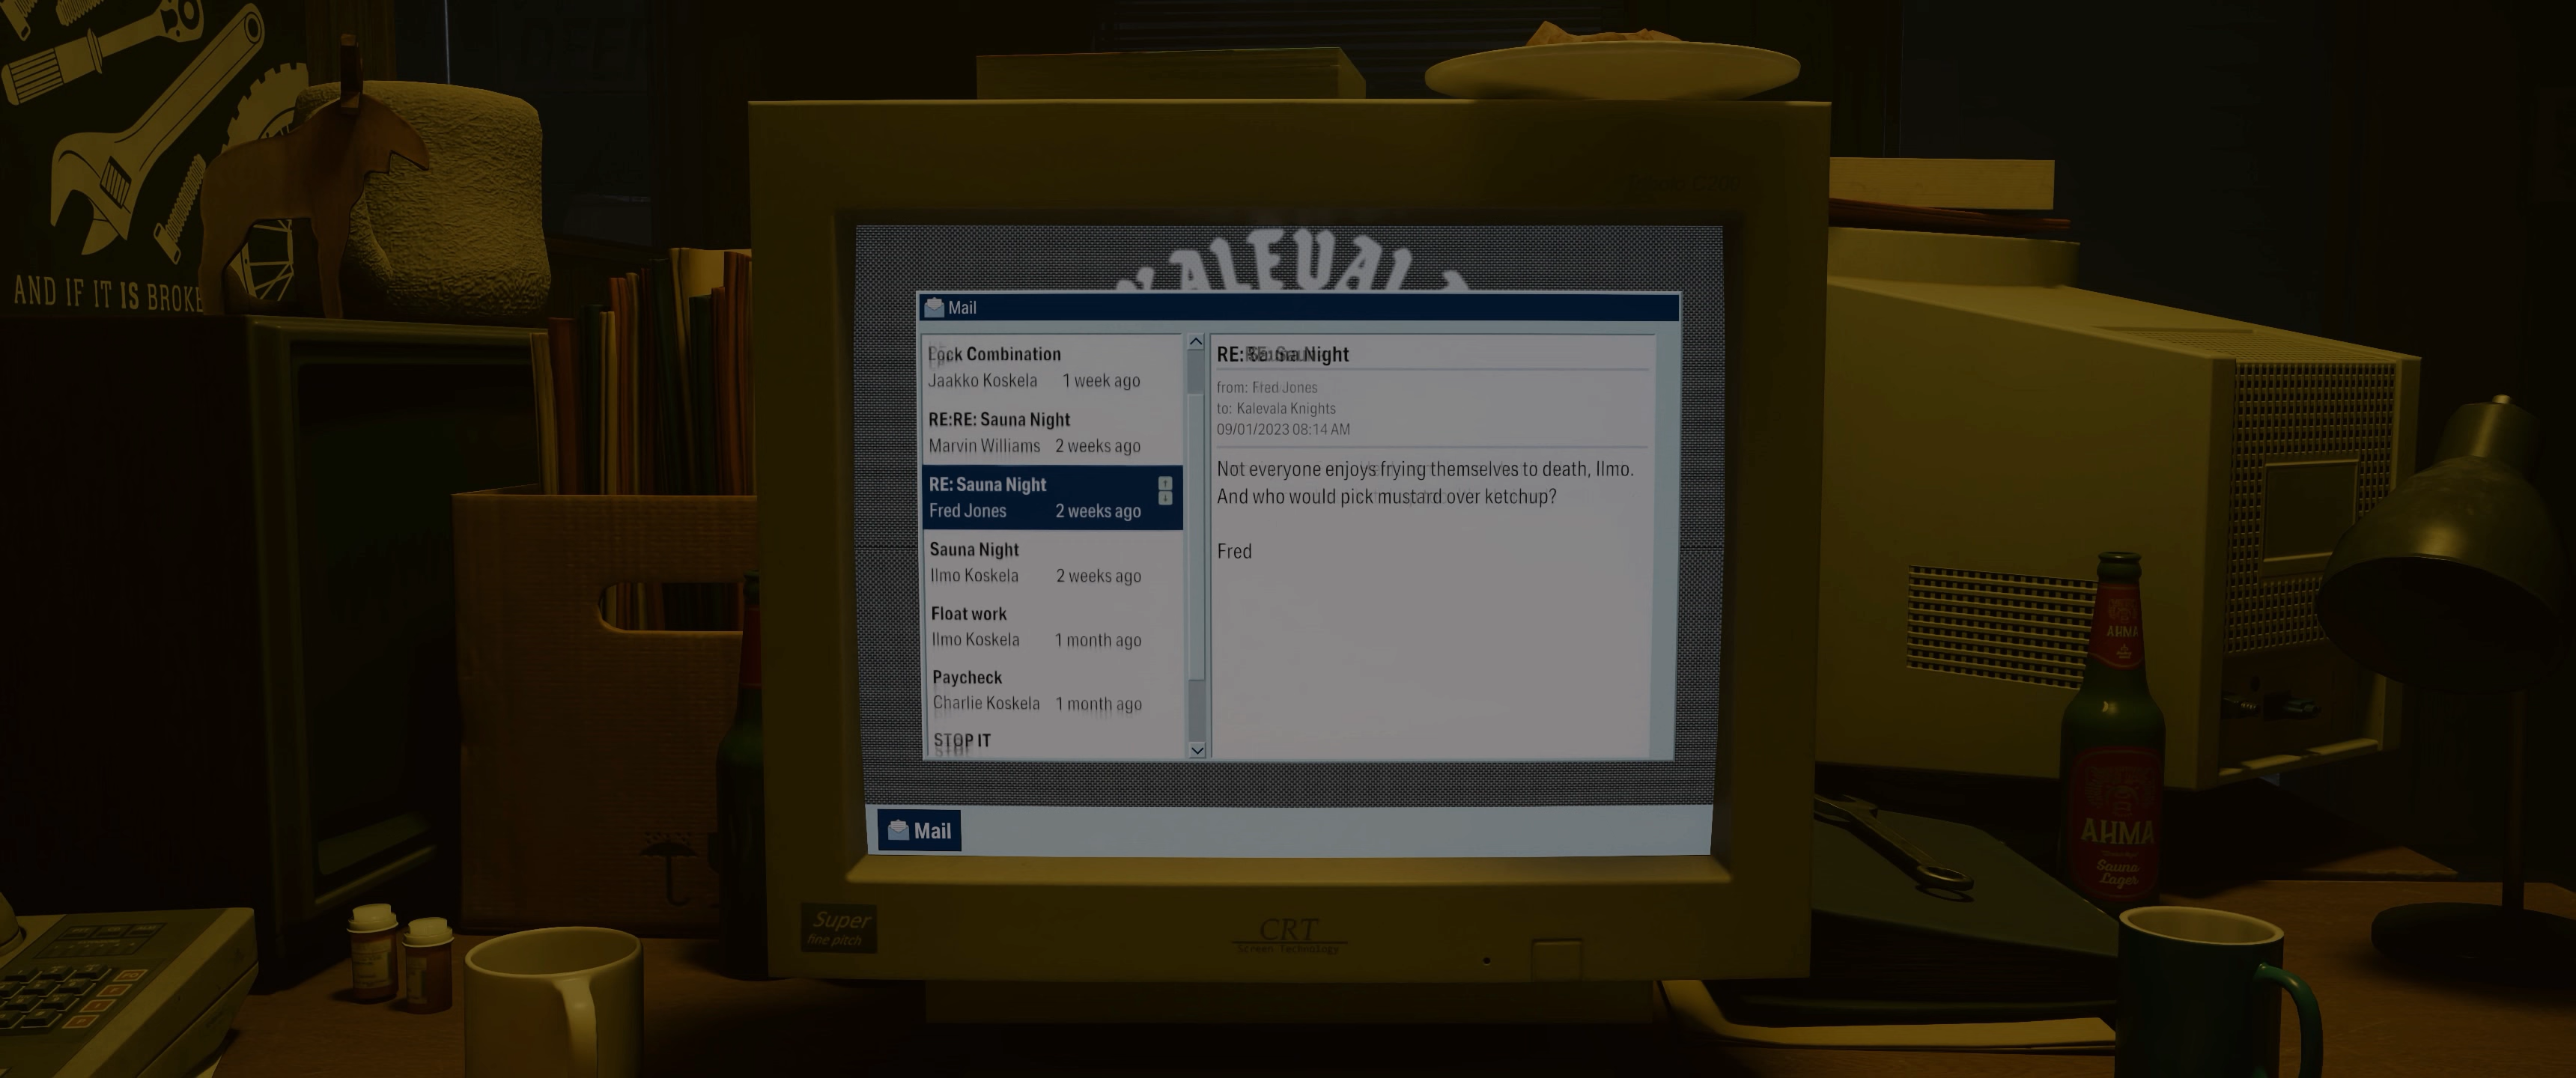 AND IF IT IS BROKE
KALEVALA
Mail
Lock Combination
Jaakko Koskela 1 week ago
RE:RE: Sauna Night
Marvin Williams 2 weeks ago
RE: Sauna Night
Fred Jones 2 weeks ago
Sauna Night
Ilmo Koskela 2 weeks ago
Float work
Ilmo Koskela 1 month ago
Paycheck
Charlie Koskela 1 month ago
STOP IT
RE: Sauna Night
from: Fred Jones
to: Kalevala Knights
09/01/2023 08:14 AM
Not everyone enjoys frying themselves to death, Ilmo.
And who would pick mustard over ketchup?
Fred
Mail
Super
fine pitch
CRT
Screen Technology
AHMA
AHMA
Sauna
Lager